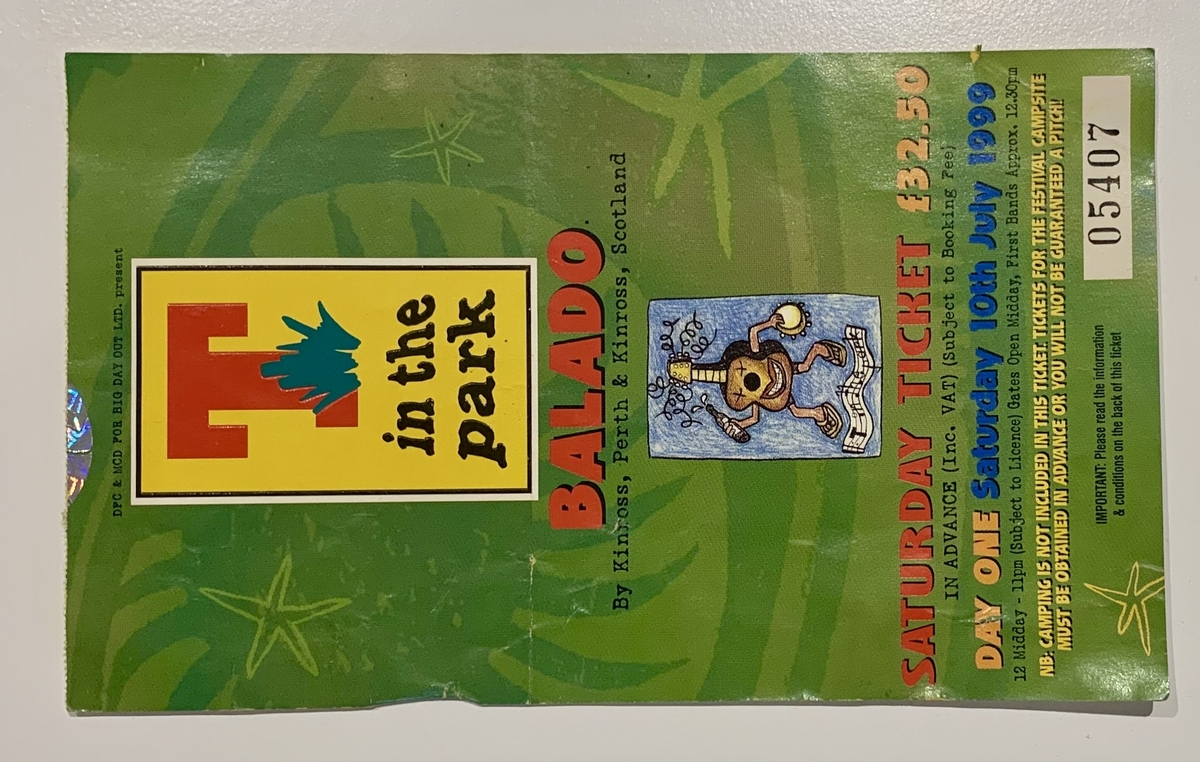 DFC & MCD FOR BIG DAY OUT LTD. present
T
in the
park
BALADO
By Kinross, Perth & Kinross, Scotland
SATURDAY TICKET £32.50
IN ADVANCE (Inc. VAT) (Subject to Booking Fee)
DAY ONE Saturday 10th July 1999
12 Midday - 11pm (Subject to Licence) Gates Open Midday, First Bands Approx. 12.30pm
NB: CAMPING IS NOT INCLUDED IN THIS TICKET. TICKETS FOR THE FESTIVAL CAMPSITE
MUST BE OBTAINED IN ADVANCE OR YOU WILL NOT BE GUARANTEED A PITCH!
IMPORTANT: Please read the information
& conditions on the back of this ticket
05407